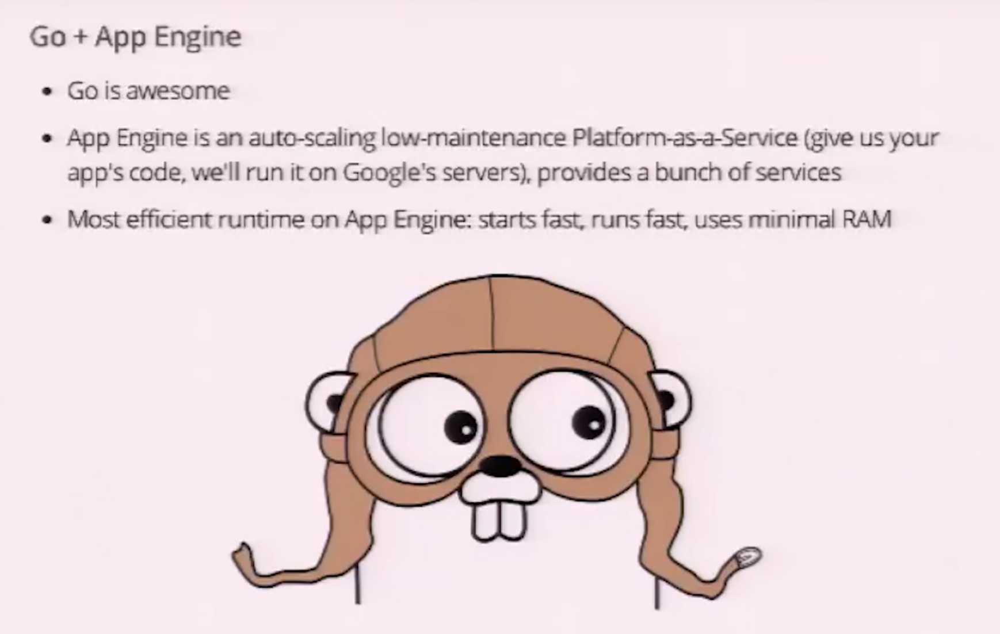 Go + App Engine
• Go is awesome
• App Engine is an auto-scaling low-maintenance Platform-as-a-Service (give us your
app's code, we'll run it on Google's servers), provides a bunch of services
• Most efficient runtime on App Engine: starts fast, runs fast, uses minimal RAM